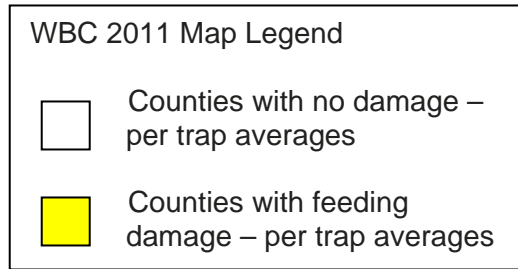 WBC 2011 Map Legend
Counties with no damage –
per trap averages
Counties with feeding
damage – per trap averages